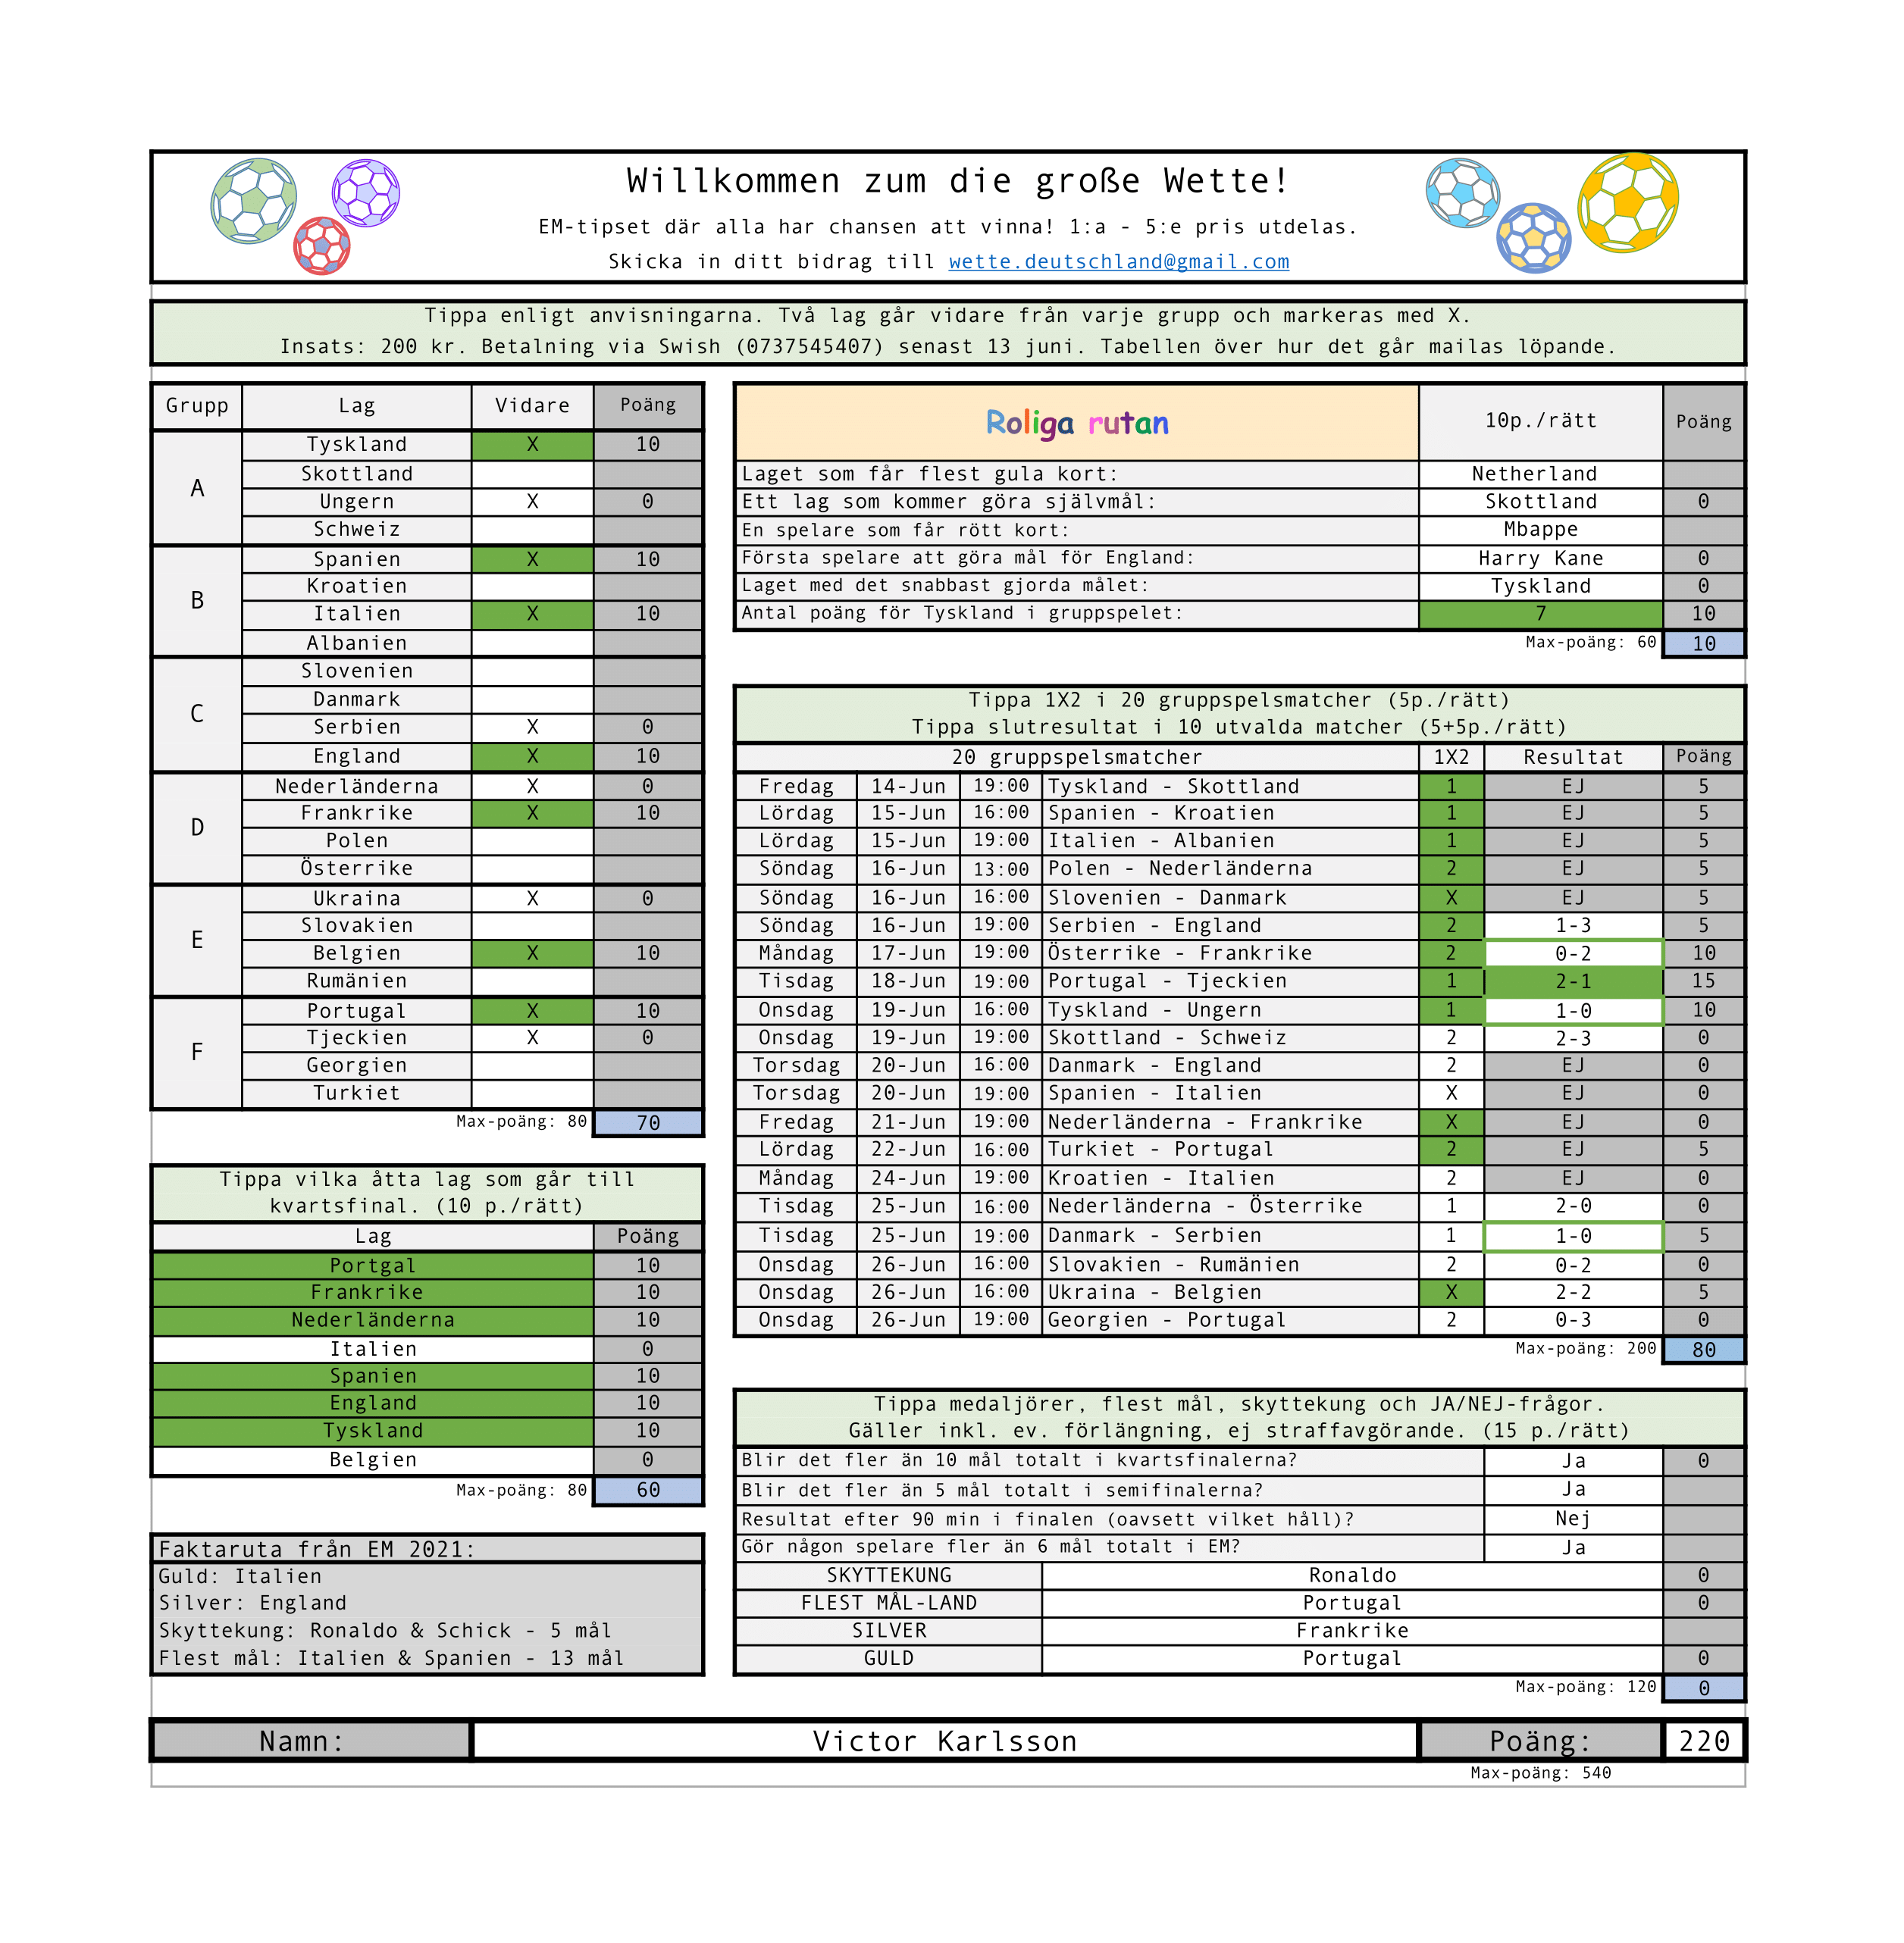 Willkommen zum die große Wette!
EM-tipset där alla har chansen att vinna! 1:a - 5:e pris utdelas.
Skicka in ditt bidrag till wette.deutschland@gmail.com
Tippa enligt anvisningarna. Två lag går vidare från varje grupp och markeras med X.
Insats: 200 kr. Betalning via Swish (0737545407) senast 13 juni. Tabellen över hur det går mailas löpande.
Grupp Lag Vidare Poäng
A
Tyskland X 10
Skottland
Ungern X 0
Schweiz
B
Spanien X 10
Kroatien
Italien X 10
Albanien
C
Slovenien
Danmark
Serbien X 0
England X 10
D
Nederländerna X 0
Frankrike X 10
Polen
Österrike
E
Ukraina X 0
Slovakien
Belgien X 10
Rumänien
F
Portugal X 10
Tjeckien X 0
Georgien
Turkiet
Max-poäng: 80 70
Tippa vilka åtta lag som går till
kvartsfinal. (10 p./rätt)
Lag Poäng
Portgal 10
Frankrike 10
Nederländerna 10
Italien 0
Spanien 10
England 10
Tyskland 10
Belgien 0
Max-poäng: 80 60
Faktaruta från EM 2021:
Guld: Italien
Silver: England
Skyttekung: Ronaldo & Schick - 5 mål
Flest mål: Italien & Spanien - 13 mål
Roliga rutan 10p./rätt Poäng
Laget som får flest gula kort: Netherland
Ett lag som kommer göra självmål: Skottland 0
En spelare som får rött kort: Mbappe
Första spelare att göra mål för England: Harry Kane 0
Laget med det snabbast gjorda målet: Tyskland 0
Antal poäng för Tyskland i gruppspelet: 7 10
Max-poäng: 60 10
Tippa 1X2 i 20 gruppspelsmatcher (5p./rätt)
Tippa slutresultat i 10 utvalda matcher (5+5p./rätt)
20 gruppspelsmatcher 1X2 Resultat Poäng
Fredag 14-Jun 19:00 Tyskland - Skottland 1 EJ 5
Lördag 15-Jun 16:00 Spanien - Kroatien 1 EJ 5
Lördag 15-Jun 19:00 Italien - Albanien 1 EJ 5
Söndag 16-Jun 13:00 Polen - Nederländerna 2 EJ 5
Söndag 16-Jun 16:00 Slovenien - Danmark X EJ 5
Söndag 16-Jun 19:00 Serbien - England 2 1-3 5
Måndag 17-Jun 19:00 Österrike - Frankrike 2 0-2 10
Tisdag 18-Jun 19:00 Portugal - Tjeckien 1 2-1 15
Onsdag 19-Jun 16:00 Tyskland - Ungern 1 1-0 10
Onsdag 19-Jun 19:00 Skottland - Schweiz 2 2-3 0
Torsdag 20-Jun 16:00 Danmark - England 2 EJ 0
Torsdag 20-Jun 19:00 Spanien - Italien X EJ 0
Fredag 21-Jun 19:00 Nederländerna - Frankrike X EJ 0
Lördag 22-Jun 16:00 Turkiet - Portugal 2 EJ 5
Måndag 24-Jun 19:00 Kroatien - Italien 2 EJ 0
Tisdag 25-Jun 16:00 Nederländerna - Österrike 1 2-0 0
Tisdag 25-Jun 19:00 Danmark - Serbien 1 1-0 5
Onsdag 26-Jun 16:00 Slovakien - Rumänien 2 0-2 0
Onsdag 26-Jun 16:00 Ukraina - Belgien X 2-2 5
Onsdag 26-Jun 19:00 Georgien - Portugal 2 0-3 0
Max-poäng: 200 80
Tippa medaljörer, flest mål, skyttekung och JA/NEJ-frågor.
Gäller inkl. ev. förlängning, ej straffavgörande. (15 p./rätt)
Blir det fler än 10 mål totalt i kvartsfinalerna? Ja 0
Blir det fler än 5 mål totalt i semifinalerna? Ja
Resultat efter 90 min i finalen (oavsett vilket håll)? Nej
Gör någon spelare fler än 6 mål totalt i EM? Ja
SKYTTEKUNG Ronaldo 0
FLEST MÅL-LAND Portugal 0
SILVER Frankrike
GULD Portugal 0
Max-poäng: 120 0
Namn: Victor Karlsson Poäng: 220
Max-poäng: 540